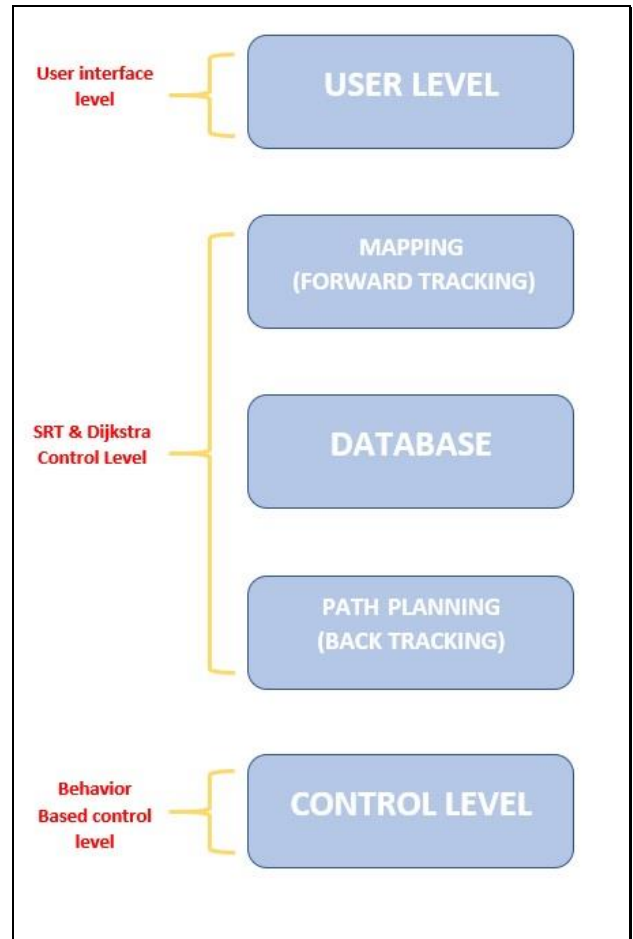 User interface
level
USER LEVEL
MAPPING
(FORWARD TRACKING)
SRT & Dijkstra
Control Level
DATABASE
PATH PLANNING
(BACK TRACKING)
Behavior
Based control
level
CONTROL LEVEL